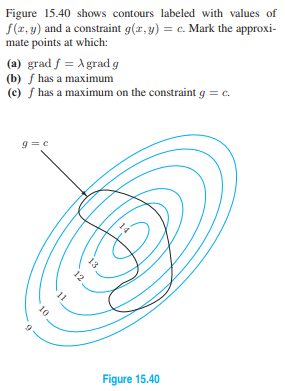 Figure 15.40 shows contours labeled with values of
f(x, y) and a constraint g(x, y) = c. Mark the approxi-
mate points at which:
(a) grad f = λ grad g
(b) f has a maximum
(c) f has a maximum on the constraint g = c.
g = c
14
13
12
11
10
9
Figure 15.40